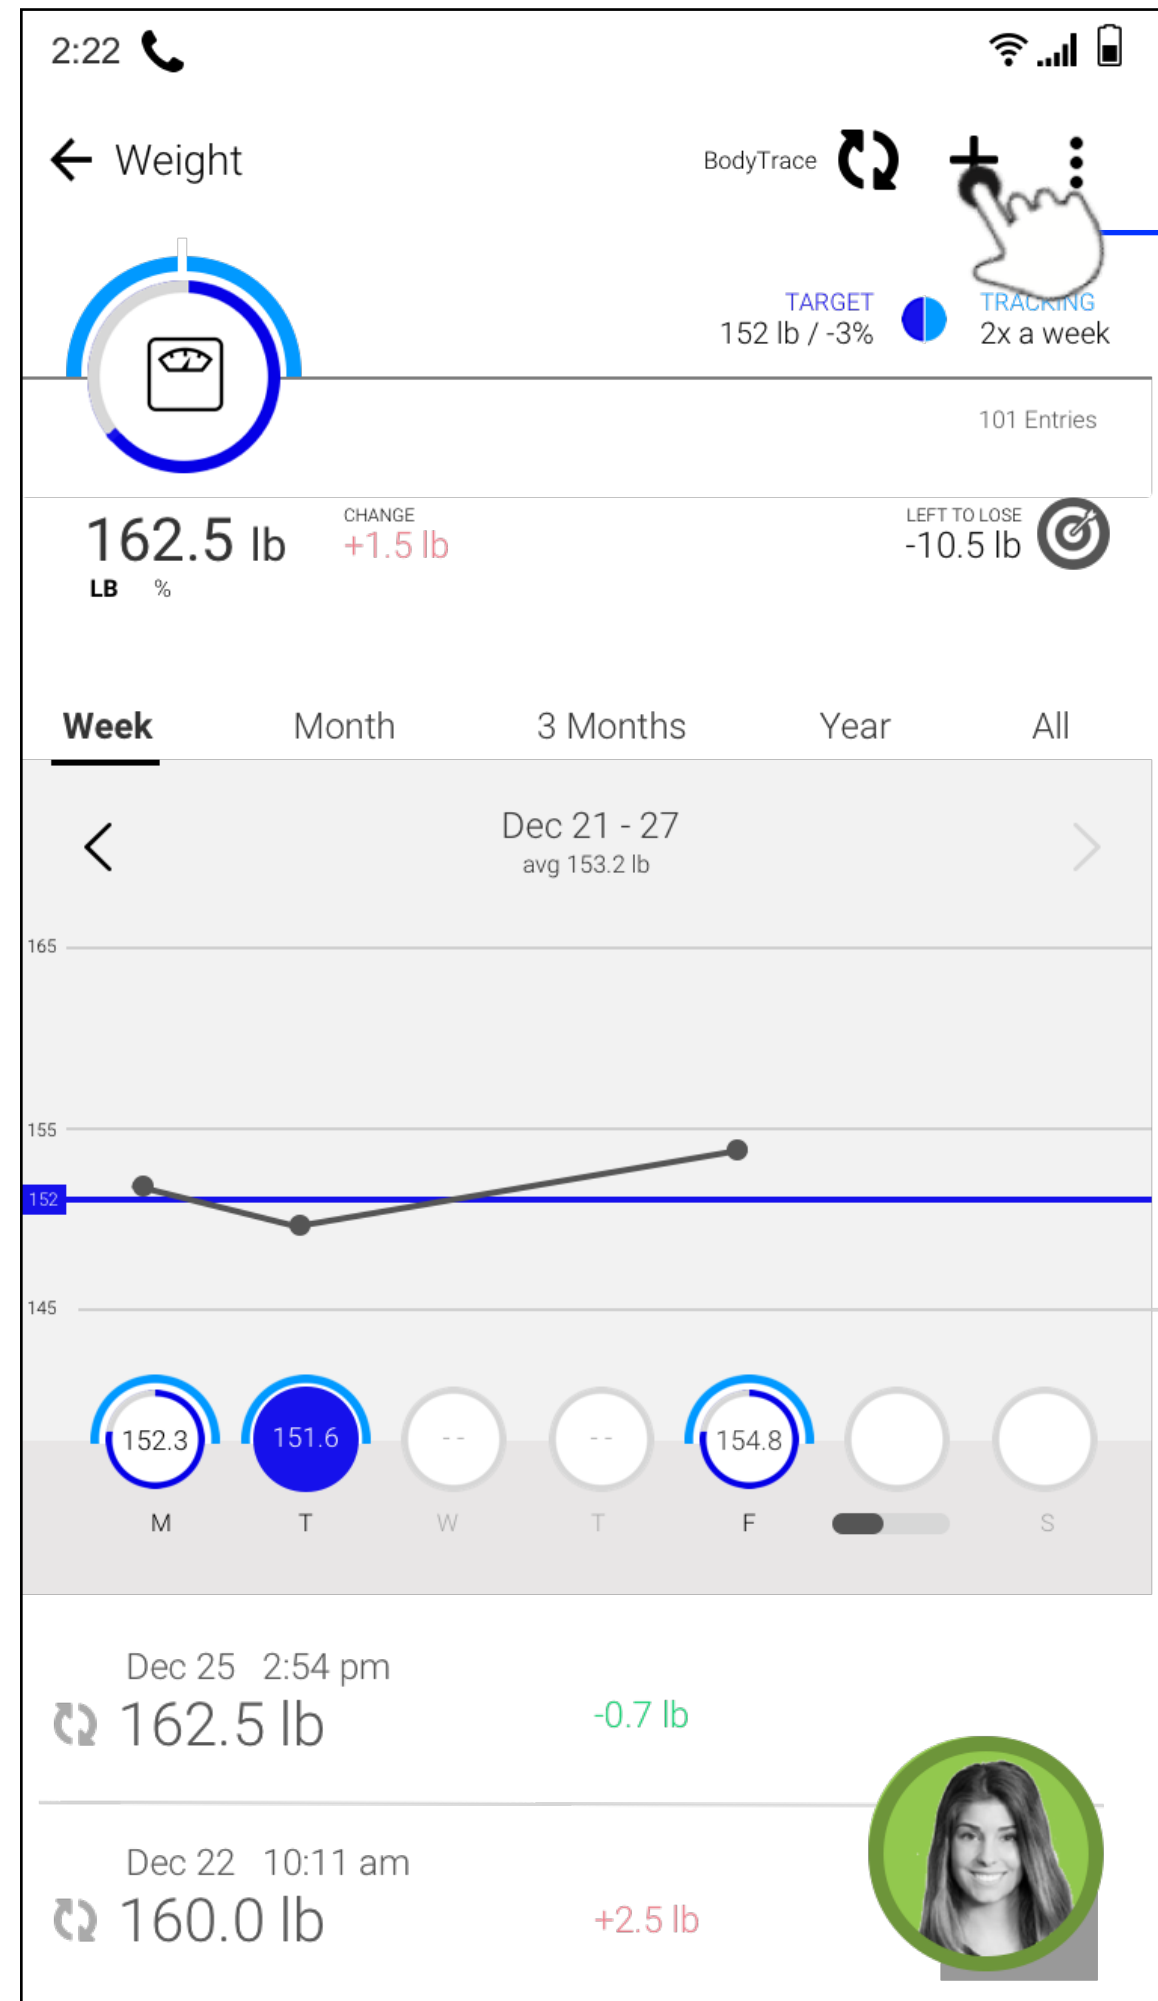 2:22
Weight
BodyTrace
TARGET
152 lb / -3%
TRACKING
2x a week
101 Entries
162.5 lb
LB %
CHANGE
+1.5 lb
LEFT TO LOSE
-10.5 lb
Week Month 3 Months Year All
Dec 21 - 27
avg 153.2 lb
165
155
152
145
152.3 151.6 -- -- 154.8
M T W T F S
Dec 25 2:54 pm
162.5 lb -0.7 lb
Dec 22 10:11 am
160.0 lb +2.5 lb